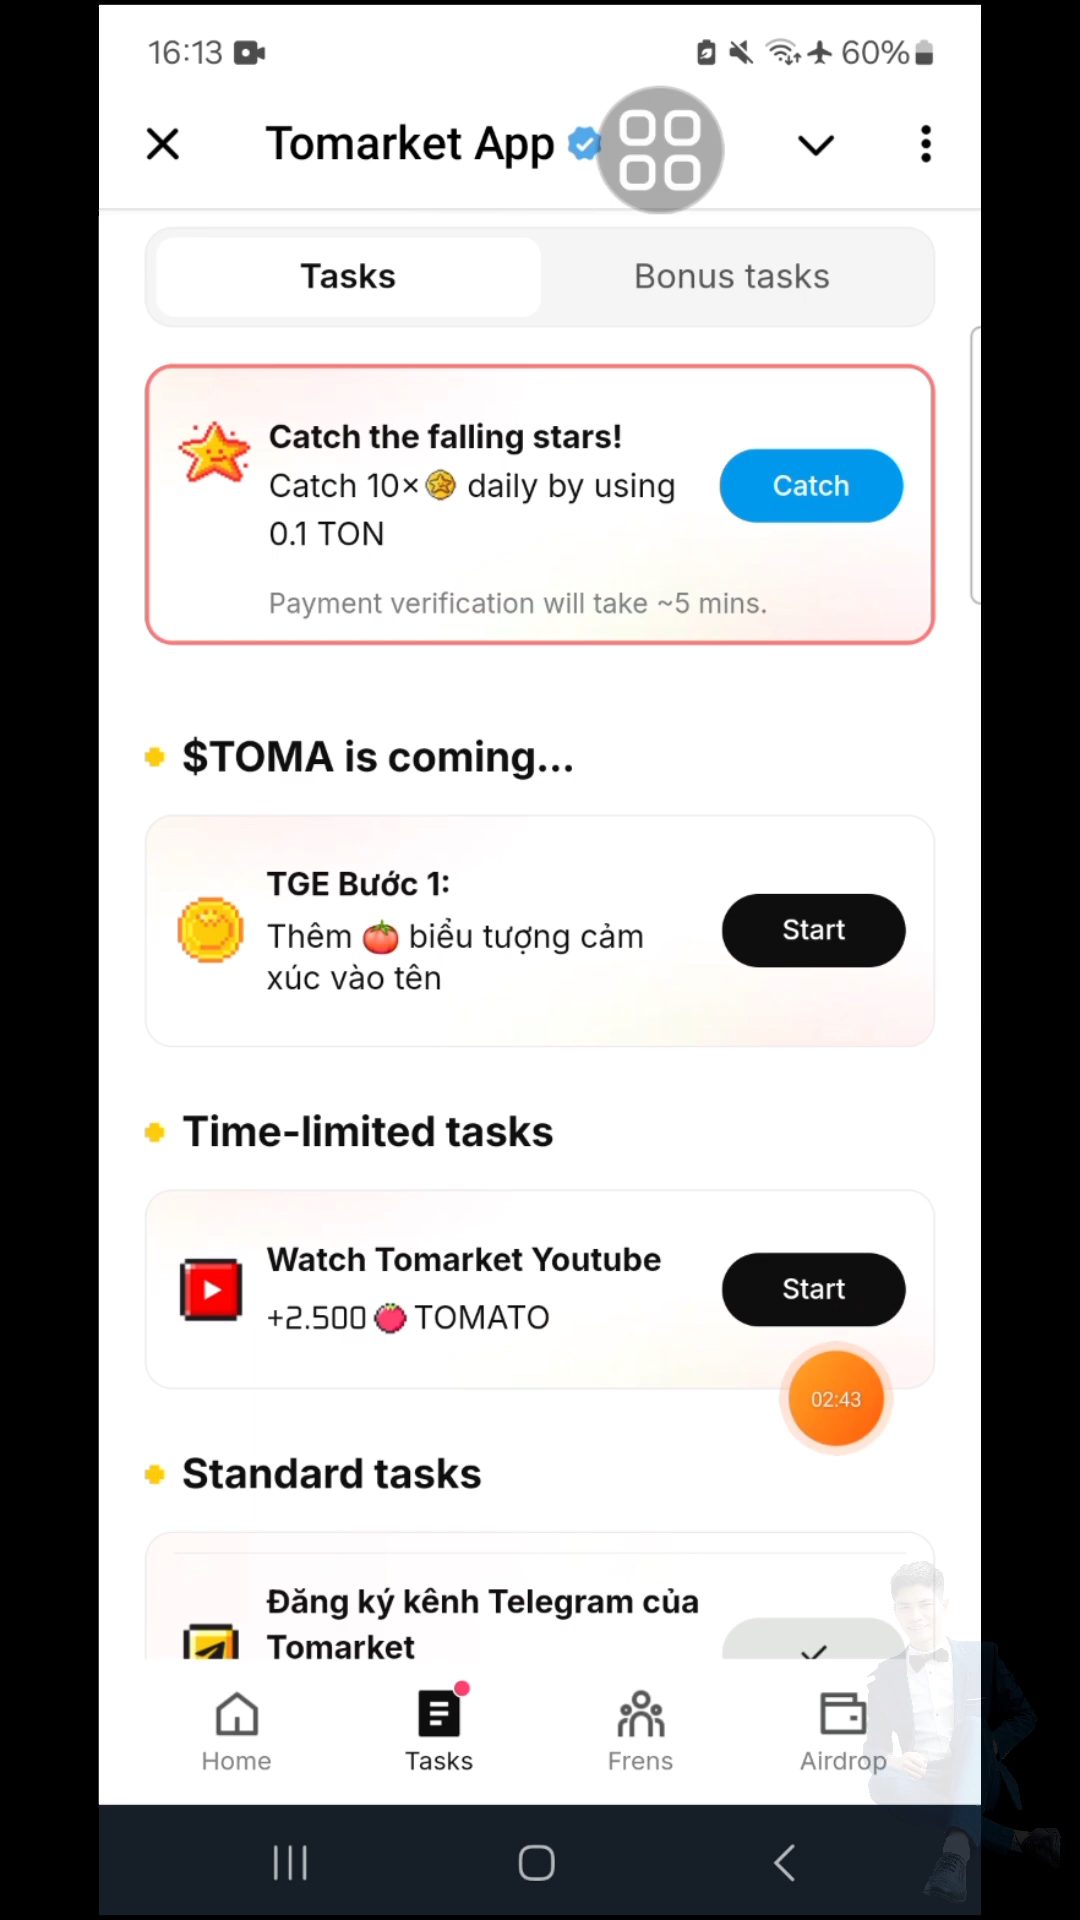 16:13
60%
Tomarket App
Tasks
Bonus tasks
Catch the falling stars!
Catch 10× daily by using
0.1 TON
Catch
Payment verification will take ~5 mins.
$TOMA is coming...
TGE Bước 1:
Thêm 🍅 biểu tượng cảm
xúc vào tên
Start
Time-limited tasks
Watch Tomarket Youtube
+2.500 TOMATO
Start
02:43
Standard tasks
Đăng ký kênh Telegram của
Tomarket
Home
Tasks
Frens
Airdrop